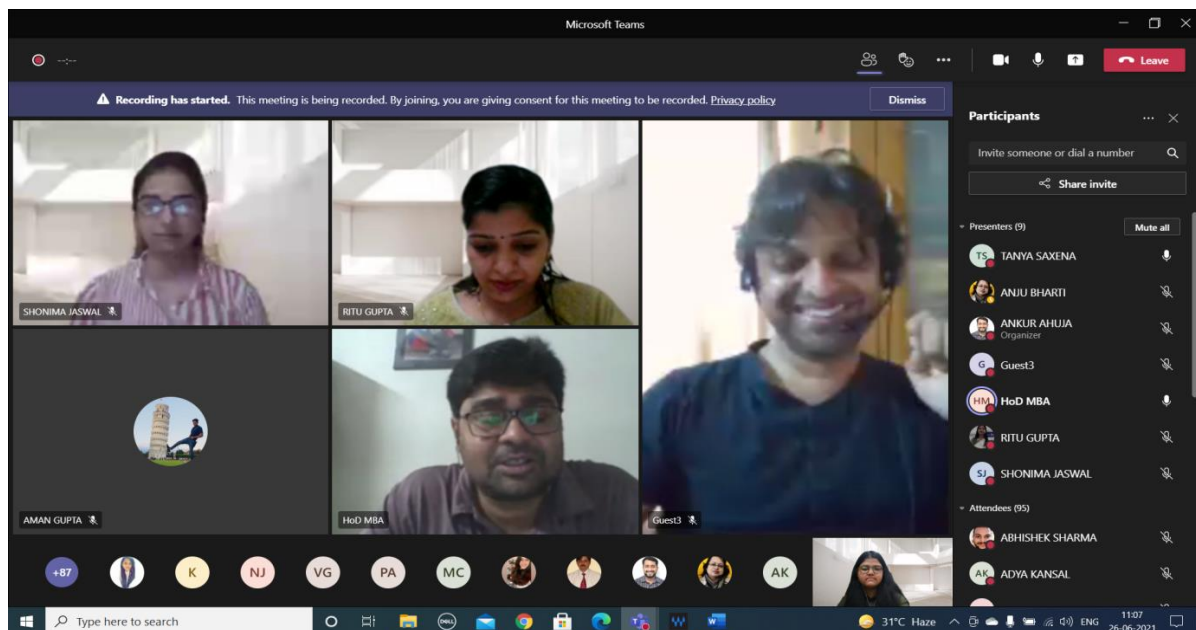 Microsoft Teams
--:--
Leave
Recording has started. This meeting is being recorded. By joining, you are giving consent for this meeting to be recorded. Privacy policy
Dismiss
SHONIMA JASWAL
RITU GUPTA
AMAN GUPTA
HoD MBA
Guest3
+87
K
NJ
VG
PA
MC
AK
Participants
Invite someone or dial a number
Share invite
Presenters (9)
Mute all
TS
TANYA SAXENA
ANJU BHARTI
ANKUR AHUJA
Organizer
G
Guest3
HM
HoD MBA
RITU GUPTA
SJ
SHONIMA JASWAL
Attendees (95)
ABHISHEK SHARMA
AK
ADYA KANSAL
Type here to search
DELL
31°C Haze
ENG
11:07
26-06-2021